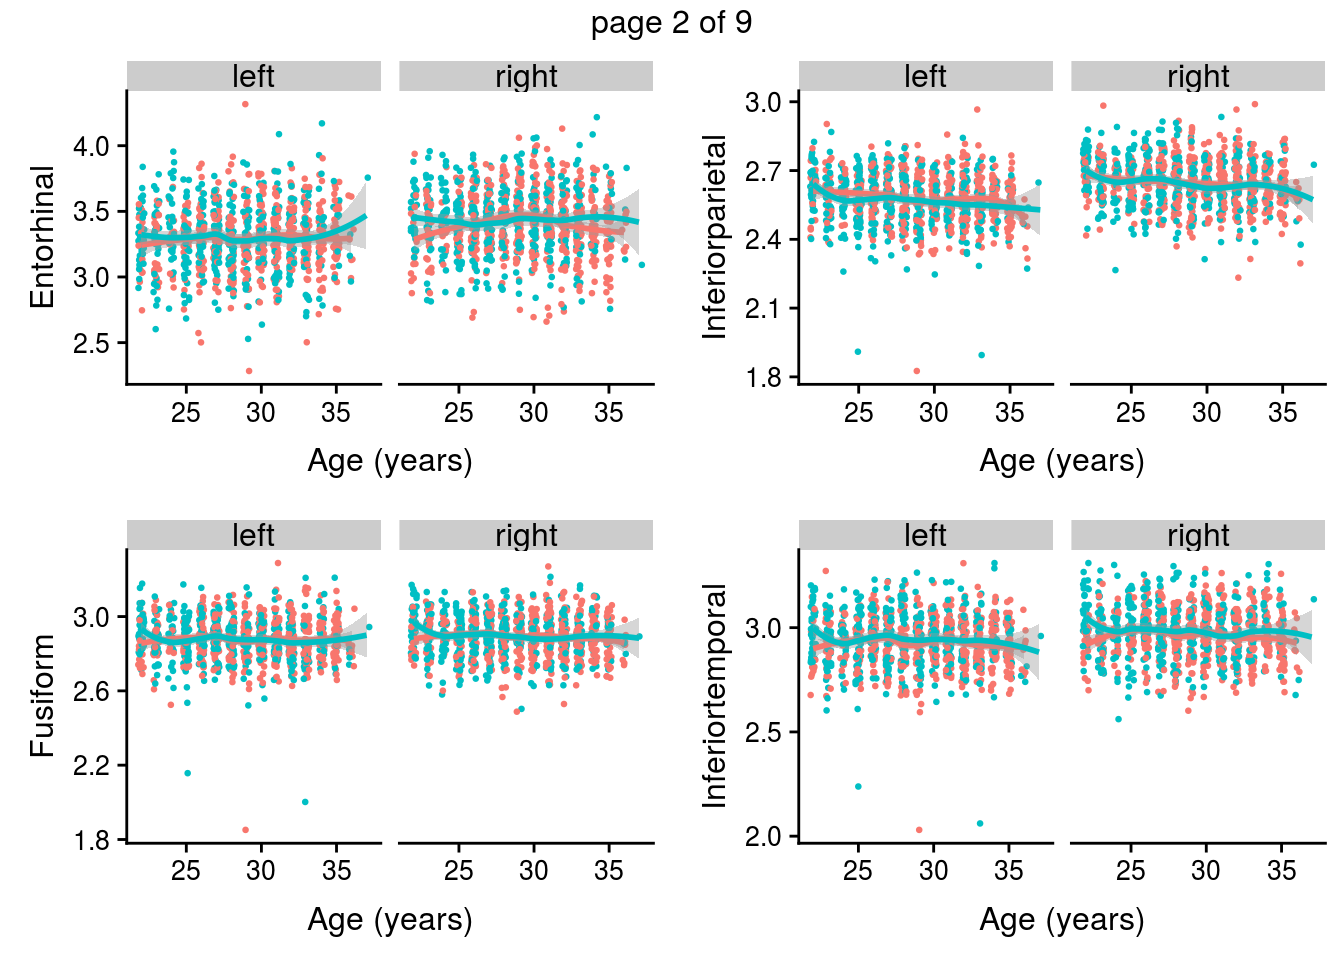 page 2 of 9
left right
Entorhinal
4.0
3.5
3.0
2.5
25 30 35 25 30 35
Age (years)
left right
Inferiorparietal
3.0
2.7
2.4
2.1
1.8
25 30 35 25 30 35
Age (years)
left right
Fusiform
3.0
2.6
2.2
1.8
25 30 35 25 30 35
Age (years)
left right
Inferiortemporal
3.0
2.5
2.0
25 30 35 25 30 35
Age (years)